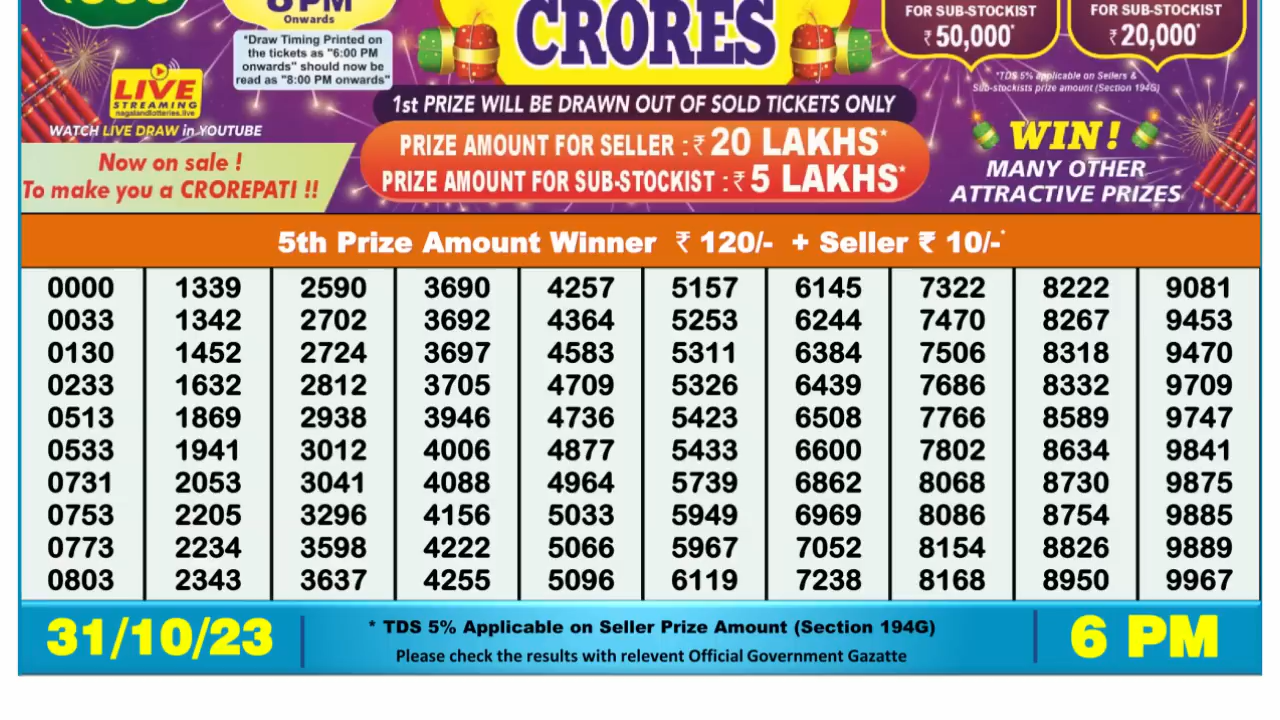 8 PM
Onwards
*Draw Timing Printed on
the tickets as "6:00 PM
onwards" should now be
read as "8:00 PM onwards"
CRORES
FOR SUB-STOCKIST
₹ 50,000*
FOR SUB-STOCKIST
₹ 20,000*
*TDS 5% applicable on Sellers &
Sub-stockists prize amount (Section 194G)
LIVE
STREAMING
nagalandlotteries.live
WATCH LIVE DRAW in YOUTUBE
1st PRIZE WILL BE DRAWN OUT OF SOLD TICKETS ONLY
PRIZE AMOUNT FOR SELLER : ₹ 20 LAKHS*
PRIZE AMOUNT FOR SUB-STOCKIST : ₹ 5 LAKHS*
WIN !
MANY OTHER
ATTRACTIVE PRIZES
Now on sale !
To make you a CROREPATI !!
5th Prize Amount Winner ₹ 120/- + Seller ₹ 10/-*
0000 1339 2590 3690 4257 5157 6145 7322 8222 9081
0033 1342 2702 3692 4364 5253 6244 7470 8267 9453
0130 1452 2724 3697 4583 5311 6384 7506 8318 9470
0233 1632 2812 3705 4709 5326 6439 7686 8332 9709
0513 1869 2938 3946 4736 5423 6508 7766 8589 9747
0533 1941 3012 4006 4877 5433 6600 7802 8634 9841
0731 2053 3041 4088 4964 5739 6862 8068 8730 9875
0753 2205 3296 4156 5033 5949 6969 8086 8754 9885
0773 2234 3598 4222 5066 5967 7052 8154 8826 9889
0803 2343 3637 4255 5096 6119 7238 8168 8950 9967
31/10/23
* TDS 5% Applicable on Seller Prize Amount (Section 194G)
Please check the results with relevent Official Government Gazatte
6 PM